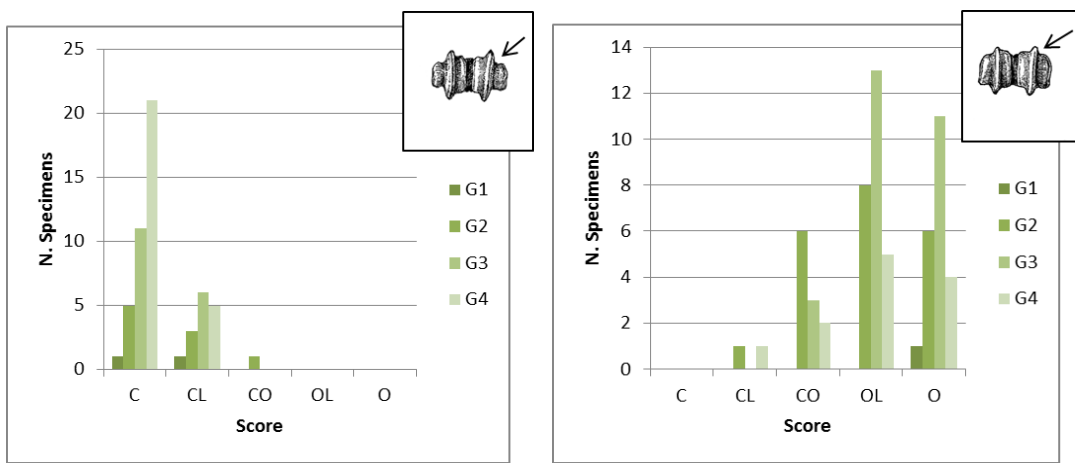 25
20
15
10
5
0
N. Specimens
C CL CO OL O
Score
G1
G2
G3
G4
14
12
10
8
6
4
2
0
N. Specimens
C CL CO OL O
Score
G1
G2
G3
G4